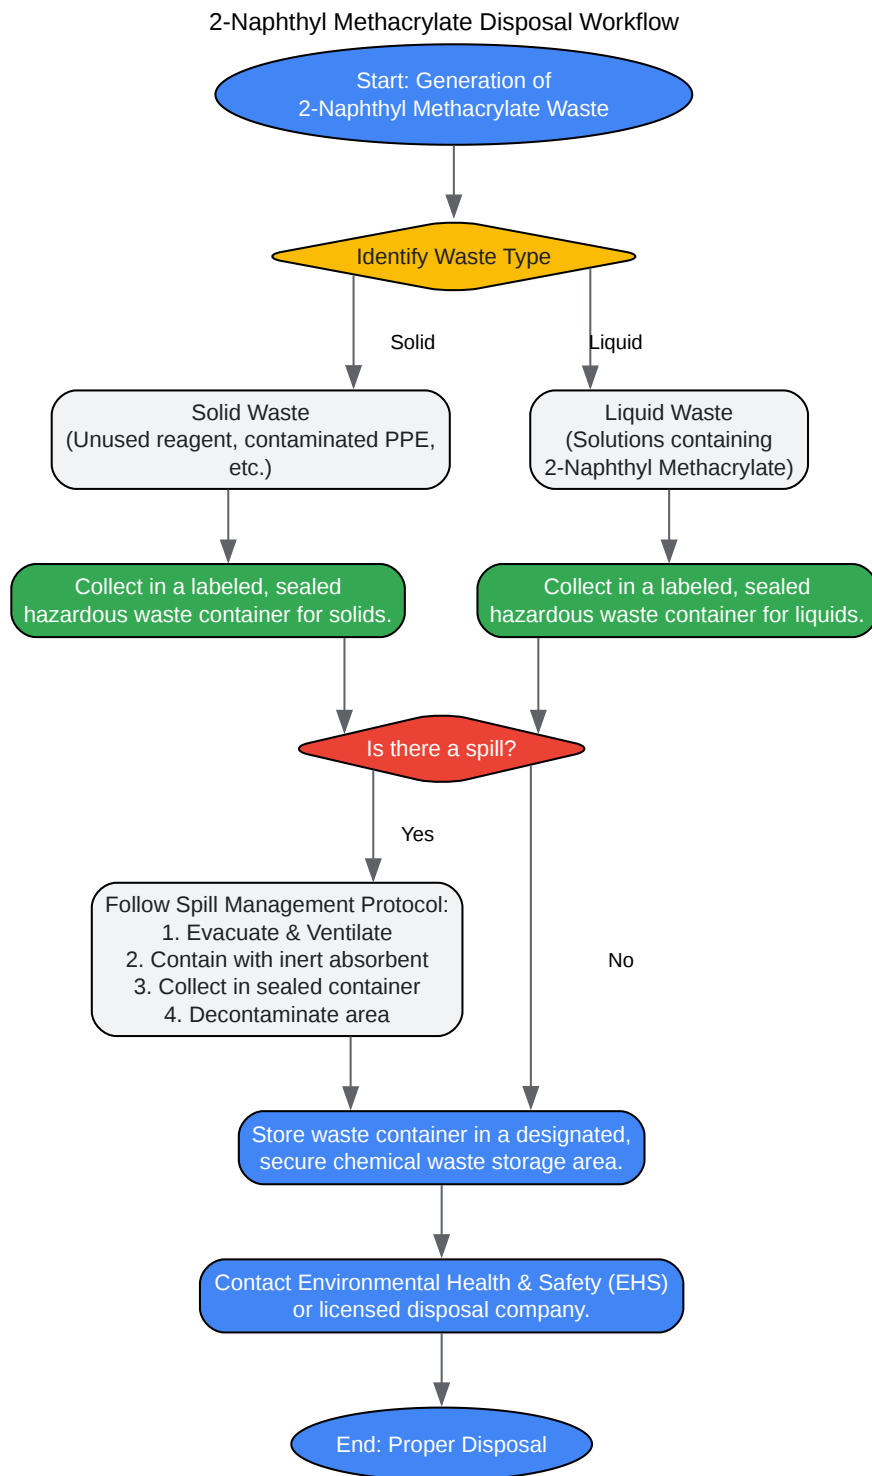 2-Naphthyl Methacrylate Disposal Workflow
Start: Generation of
2-Naphthyl Methacrylate Waste
Identify Waste Type
Solid
Liquid
Solid Waste
(Unused reagent, contaminated PPE,
etc.)
Liquid Waste
(Solutions containing
2-Naphthyl Methacrylate)
Collect in a labeled, sealed
hazardous waste container for solids.
Collect in a labeled, sealed
hazardous waste container for liquids.
Is there a spill?
Yes
Follow Spill Management Protocol:
1. Evacuate & Ventilate
2. Contain with inert absorbent
3. Collect in sealed container
4. Decontaminate area
No
Store waste container in a designated,
secure chemical waste storage area.
Contact Environmental Health & Safety (EHS)
or licensed disposal company.
End: Proper Disposal